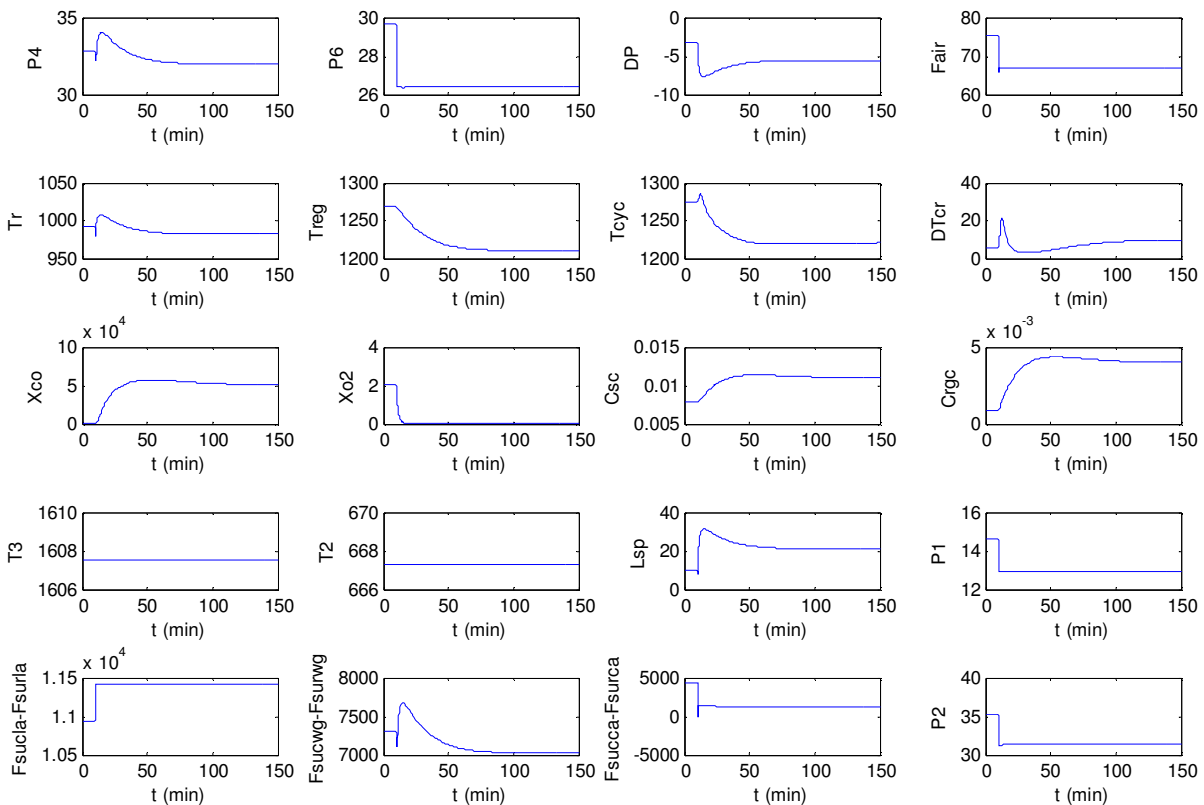 P4
35
30
0 50 100 150
t (min)
P6
30
28
26
0 50 100 150
t (min)
DP
0
-5
-10
0 50 100 150
t (min)
Fair
80
70
60
0 50 100 150
t (min)
Tr
1050
1000
950
0 50 100 150
t (min)
Treg
1300
1250
1200
0 50 100 150
t (min)
Tcyc
1300
1250
1200
0 50 100 150
t (min)
DTcr
40
20
0
0 50 100 150
t (min)
x 10^4
Xco
10
5
0
0 50 100 150
t (min)
Xo2
4
2
0
0 50 100 150
t (min)
Csc
0.015
0.01
0.005
0 50 100 150
t (min)
x 10^-3
Crgc
5
0
0 50 100 150
t (min)
T3
1610
1608
1606
0 50 100 150
t (min)
T2
670
668
666
0 50 100 150
t (min)
Lsp
40
20
0
0 50 100 150
t (min)
P1
16
14
12
0 50 100 150
t (min)
x 10^4
Fsucla-Fsurla
1.15
1.1
1.05
0 50 100 150
t (min)
Fsucwg-Fsurwg
8000
7500
7000
0 50 100 150
t (min)
Fsucca-Fsurca
5000
0
-5000
0 50 100 150
t (min)
P2
40
35
30
0 50 100 150
t (min)